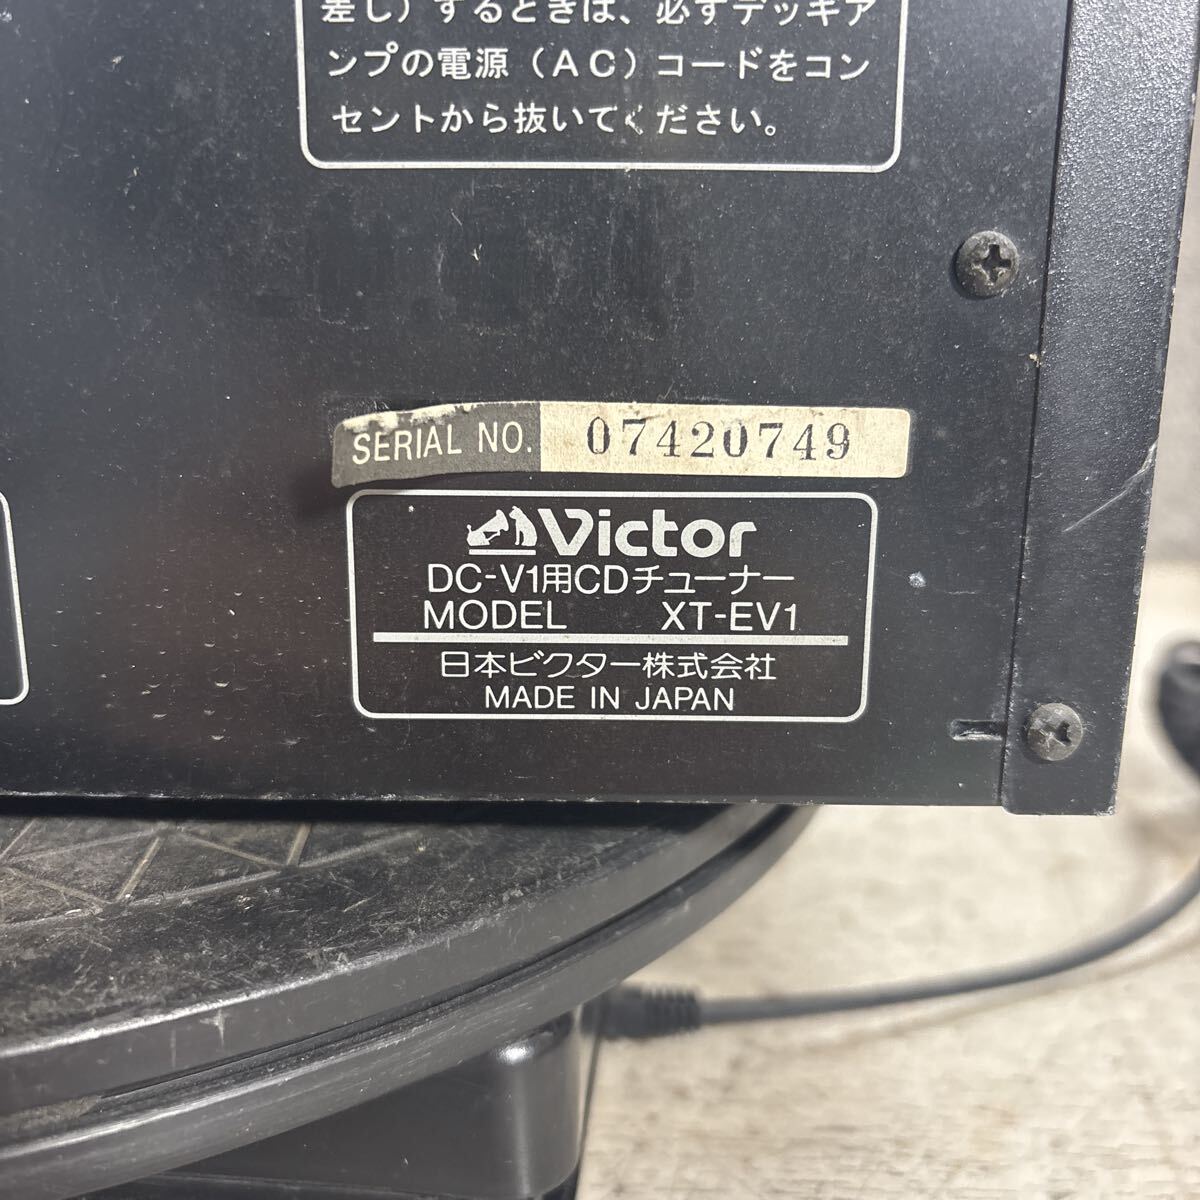 差し）するときは、必ずデッキア
ンプの電源（ＡＣ）コードをコン
セントから抜いてください。
SERIAL NO. 07420749
Victor
DC-V1用CDチューナー
MODEL XT-EV1
日本ビクター株式会社
MADE IN JAPAN